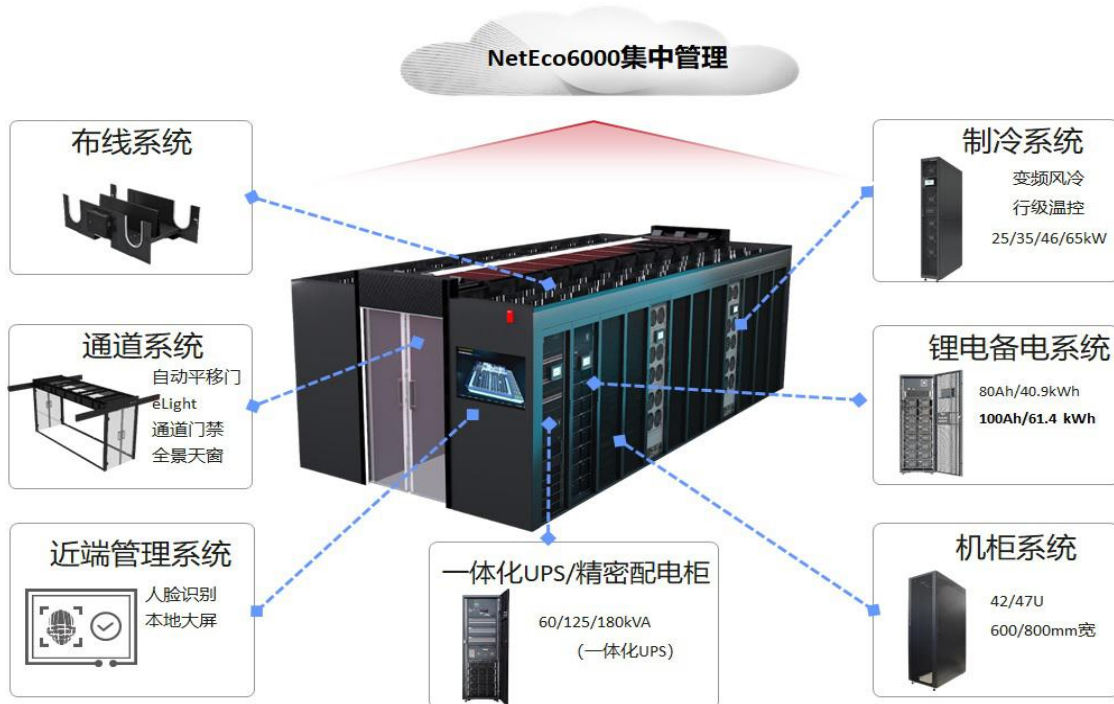 NetEco6000集中管理
布线系统
通道系统
自动平移门
eLight
通道门禁
全景天窗
近端管理系统
人脸识别
本地大屏
一体化UPS/精密配电柜
60/125/180kVA
（一体化UPS）
制冷系统
变频风冷
行级温控
25/35/46/65kW
锂电备电系统
80Ah/40.9kWh
100Ah/61.4 kWh
机柜系统
42/47U
600/800mm宽